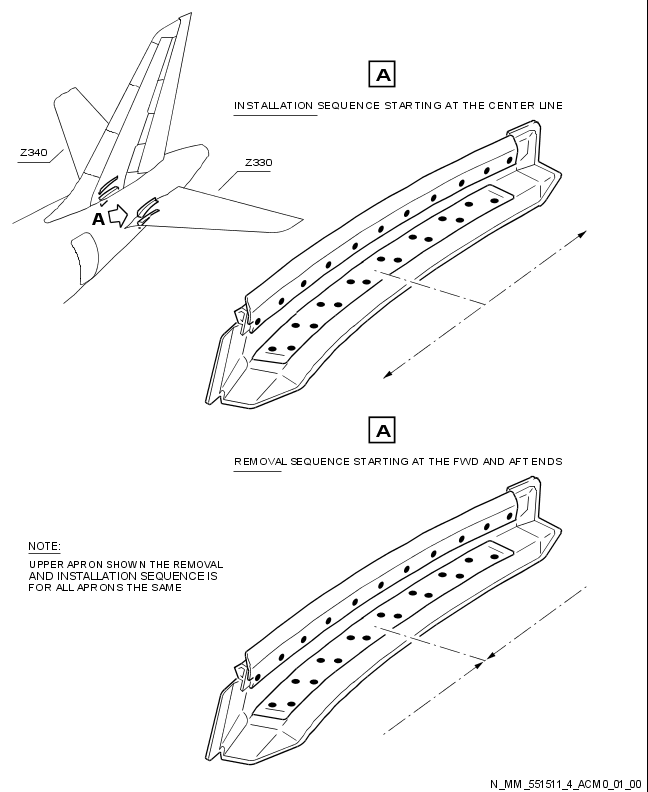 A
INSTALLATION SEQUENCE STARTING AT THE CENTER LINE
Z340
Z330
A
A
REMOVAL SEQUENCE STARTING AT THE FWD AND AFT ENDS
NOTE:
UPPER APRON SHOWN THE REMOVAL
AND INSTALLATION SEQUENCE IS
FOR ALL APRONS THE SAME
N_MM_551511_4_ACM0_01_00